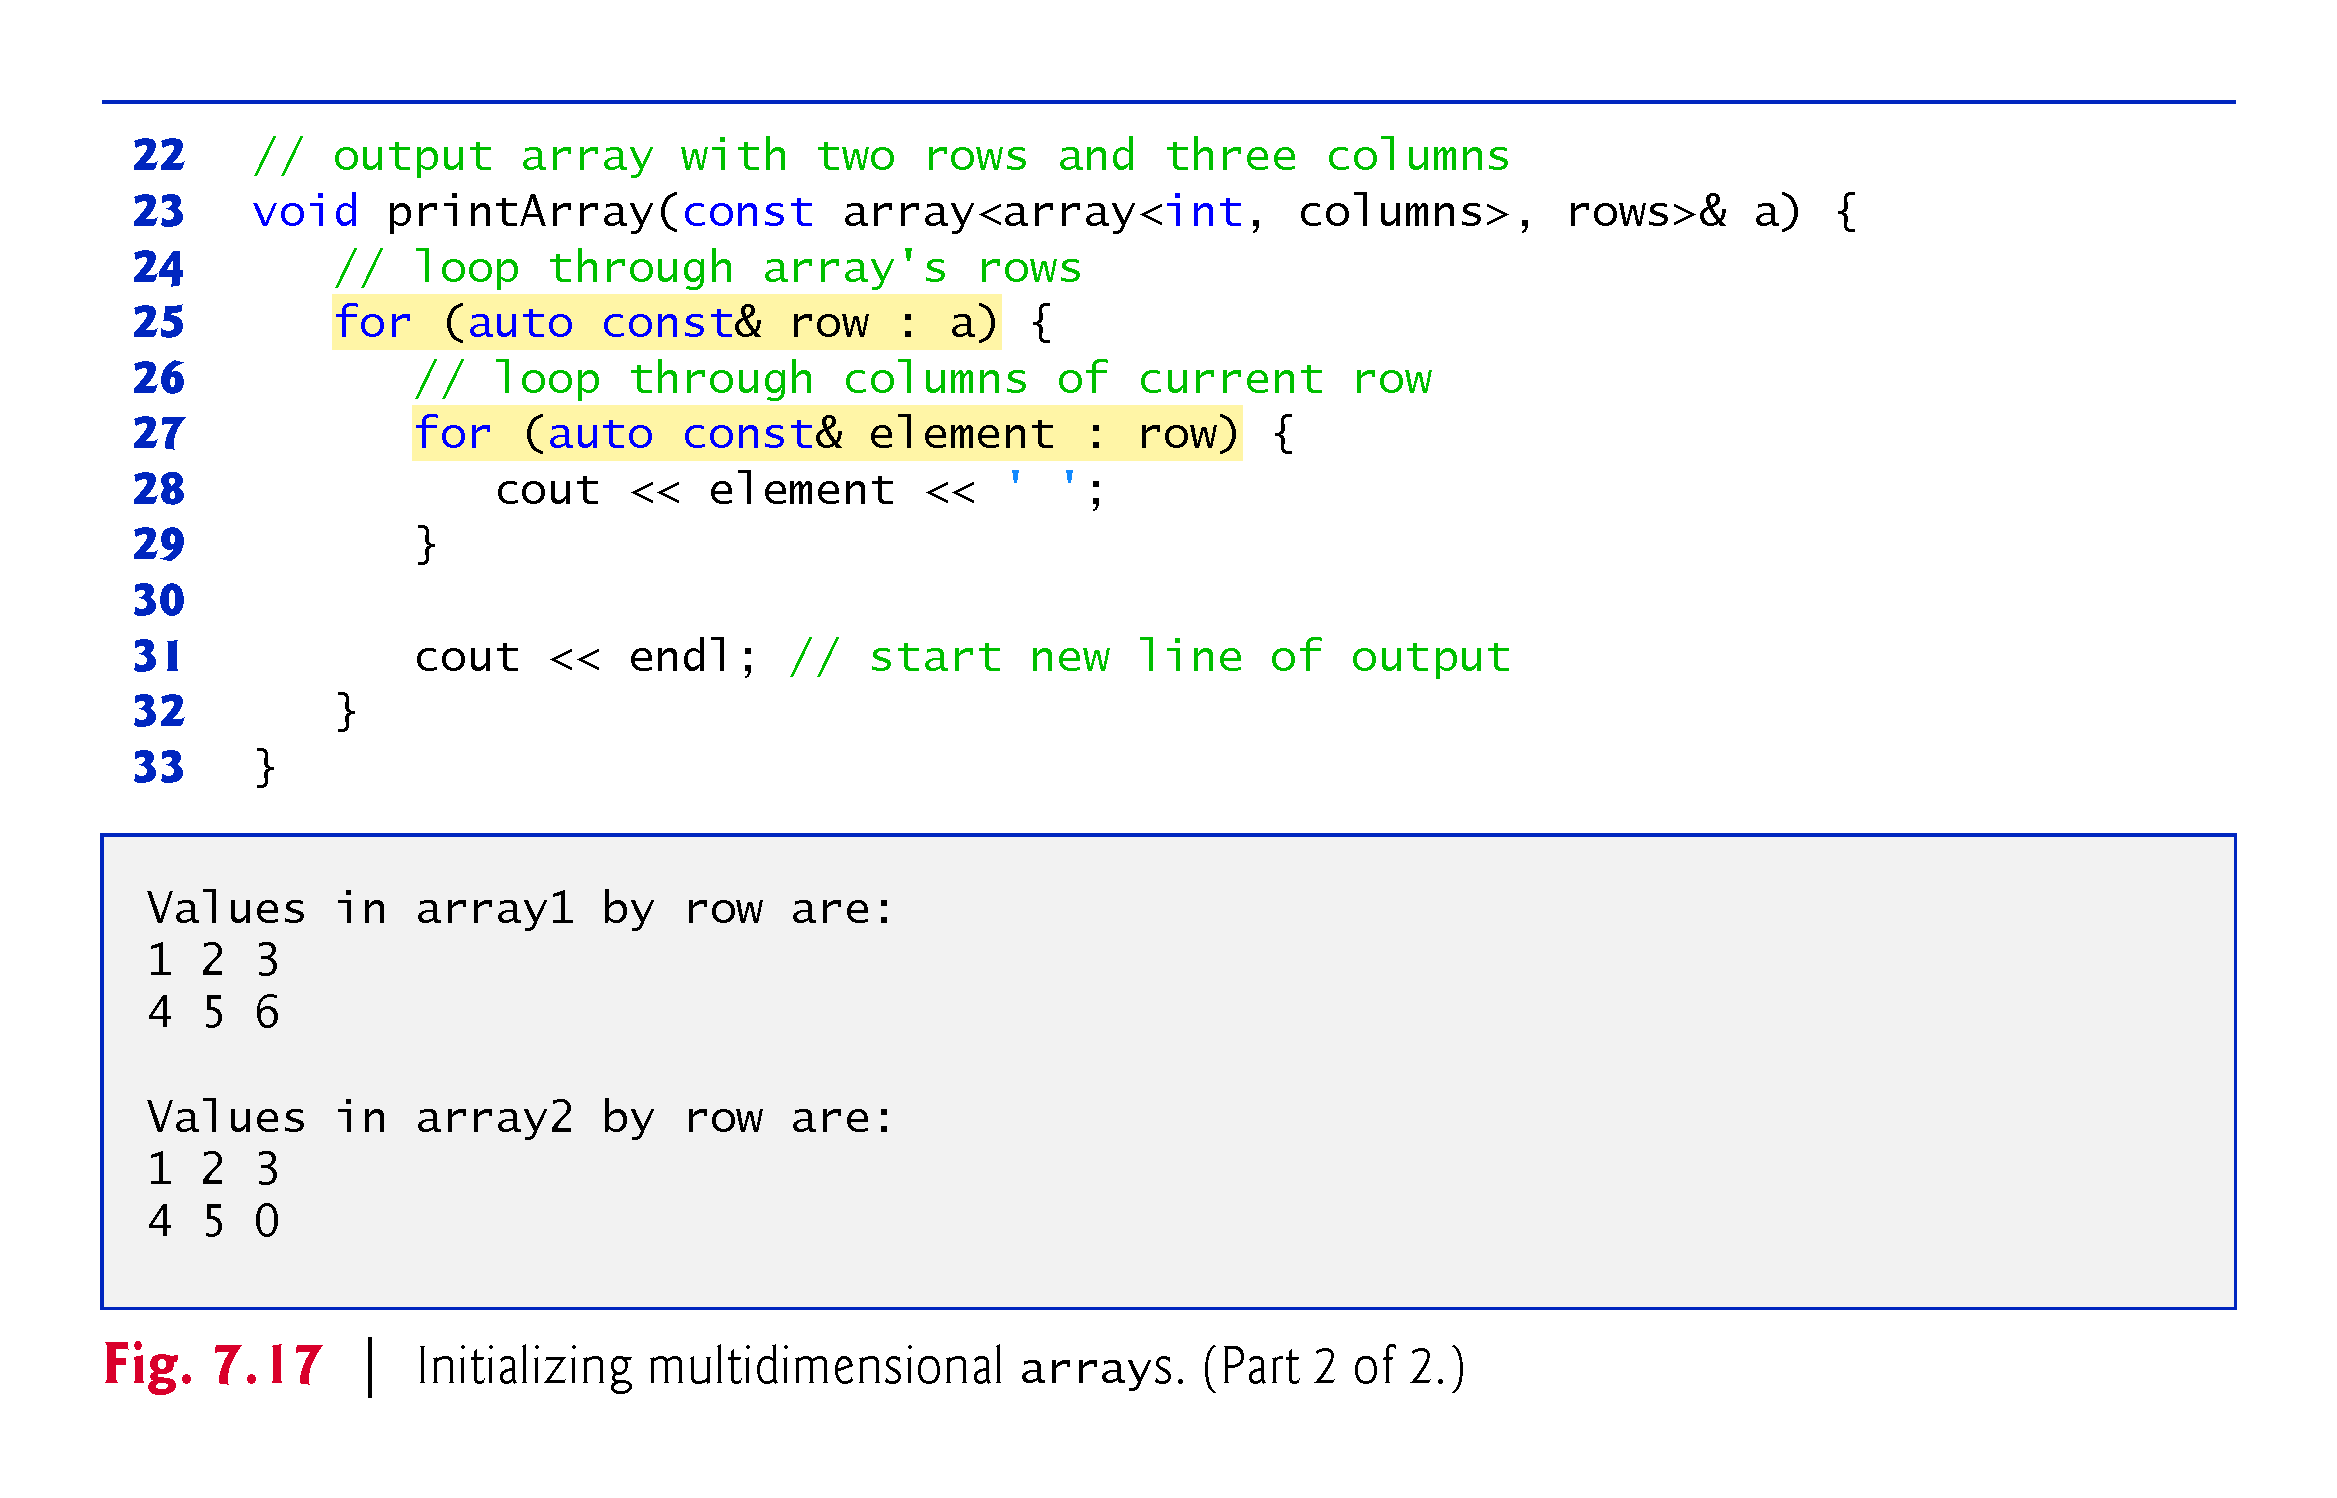 22 // output array with two rows and three columns
23 void printArray(const array<array<int, columns>, rows>& a) {
24    // loop through array's rows
25    for (auto const& row : a) {
26       // loop through columns of current row
27       for (auto const& element : row) {
28          cout << element << ' ';
29       }
30
31       cout << endl; // start new line of output
32    }
33 }
Values in array1 by row are:
1 2 3
4 5 6
Values in array2 by row are:
1 2 3
4 5 0
Fig. 7.17 | Initializing multidimensional arrays. (Part 2 of 2.)